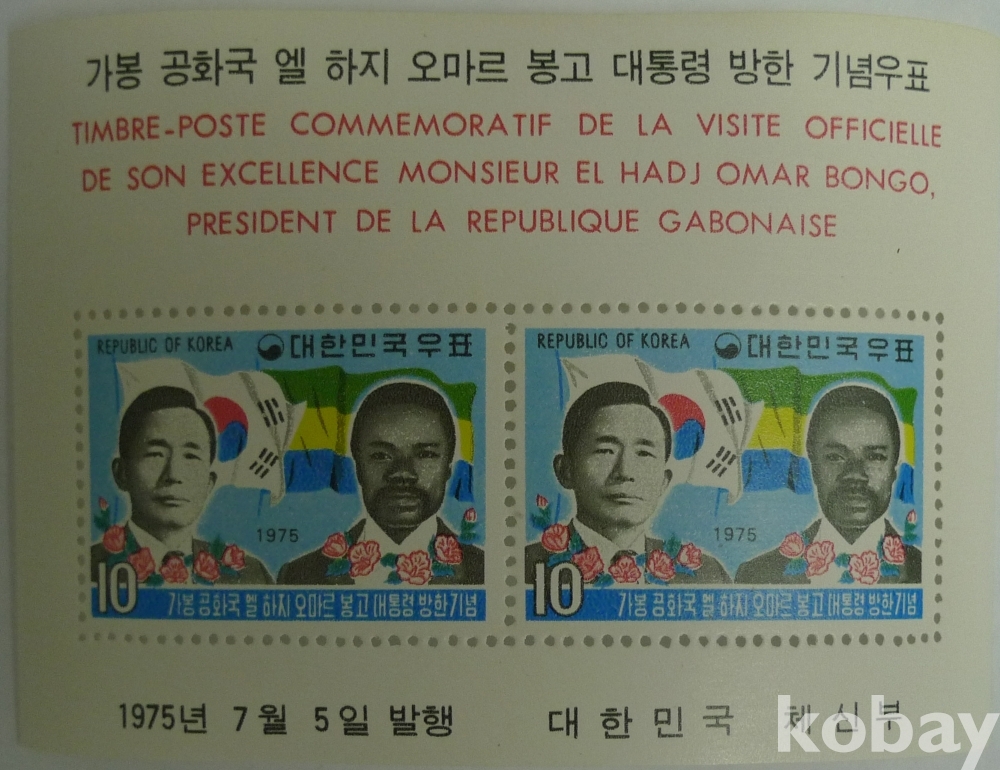 가봉 공화국 엘 하지 오마르 봉고 대통령 방한 기념우표
TIMBRE-POSTE COMMEMORATIF DE LA VISITE OFFICIELLE
DE SON EXCELLENCE MONSIEUR EL HADJ OMAR BONGO,
PRESIDENT DE LA REPUBLIQUE GABONAISE
REPUBLIC OF KOREA 대한민국우표
1975
10
가봉 공화국 엘 하지 오마르 봉고 대통령 방한기념
REPUBLIC OF KOREA 대한민국우표
1975
10
가봉 공화국 엘 하지 오마르 봉고 대통령 방한기념
1975년 7월 5일 발행 대한민국 체신부
kobay